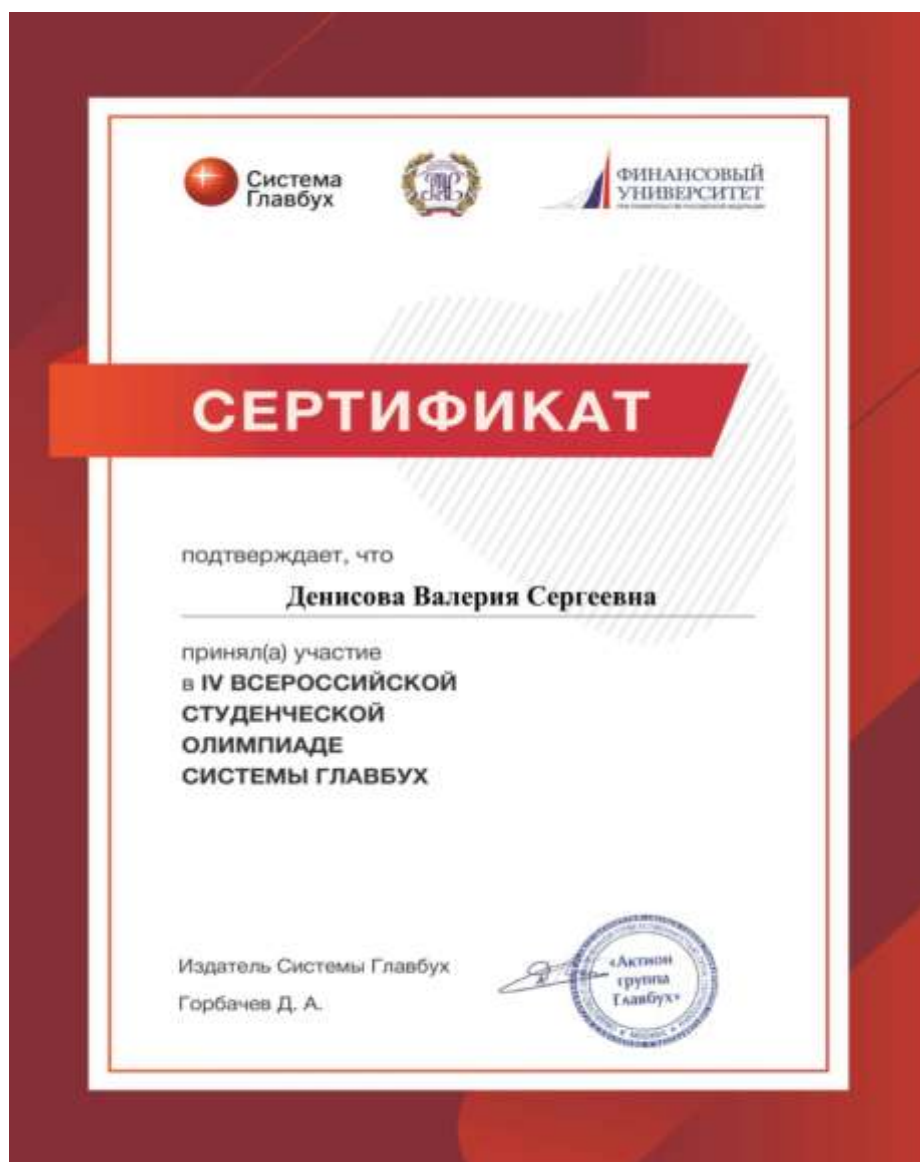 Система
Главбух
ФИНАНСОВЫЙ
УНИВЕРСИТЕТ
СЕРТИФИКАТ
подтверждает, что
Денисова Валерия Сергеевна
принял(а) участие
в IV ВСЕРОССИЙСКОЙ
СТУДЕНЧЕСКОЙ
ОЛИМПИАДЕ
СИСТЕМЫ ГЛАВБУХ
Издатель Системы Главбух
Горбачев Д. А.
«Актион
группа
Главбух»